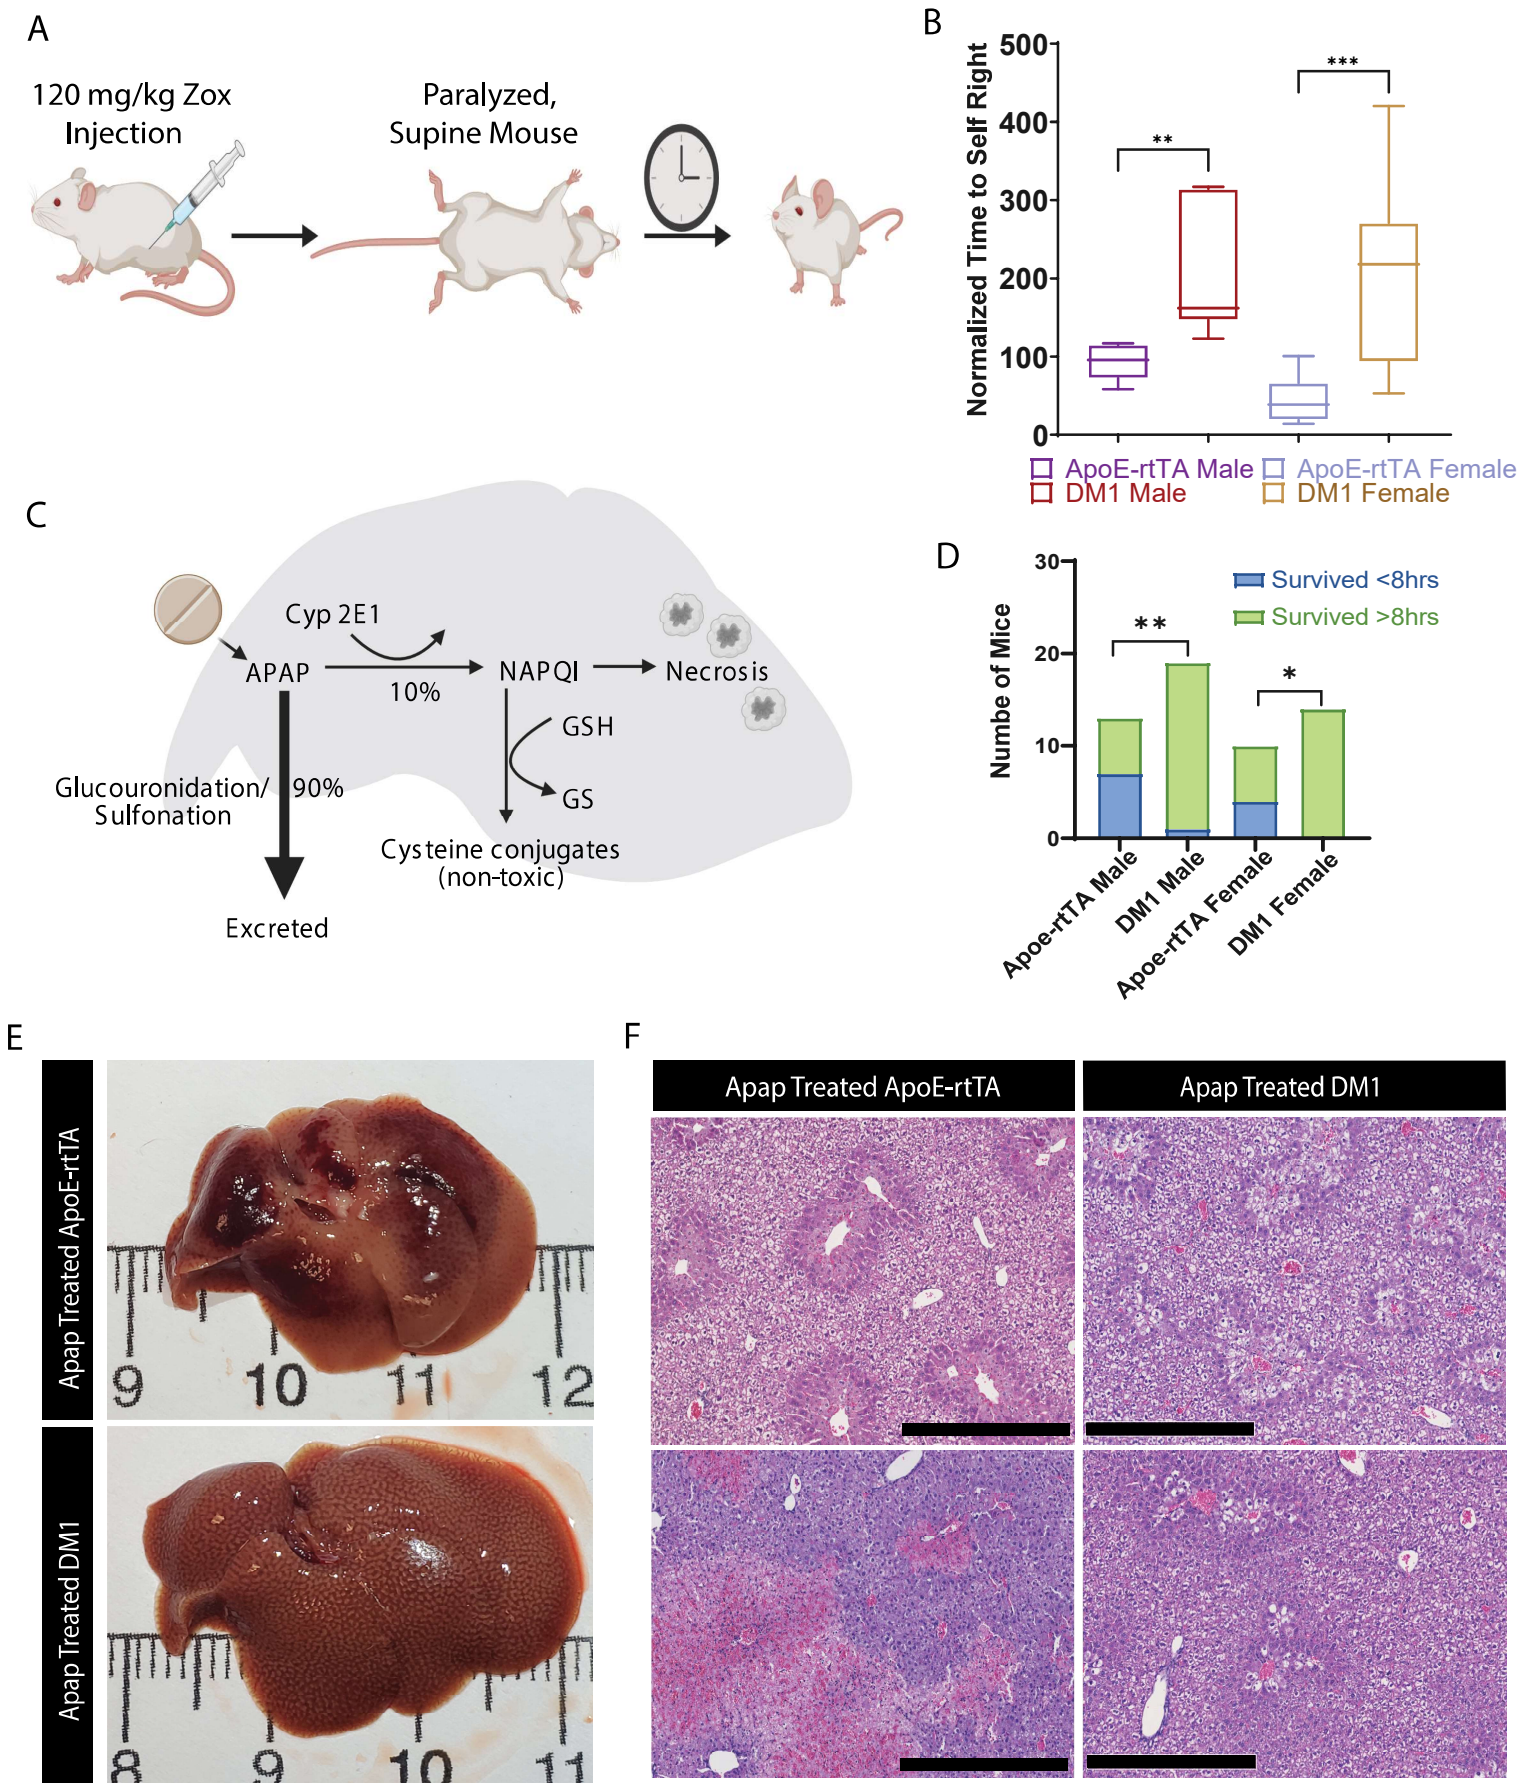 A
120 mg/kg Zox
Injection
Paralyzed,
Supine Mouse
B
Normalized Time to Self Right
500
400
300
200
100
0
**
***
ApoE-rtTA Male
ApoE-rtTA Female
DM1 Male
DM1 Female
C
Cyp 2E1
APAP
10%
NAPQI
Necrosis
GSH
GS
Glucouronidation/
Sulfonation
90%
Cysteine conjugates
(non-toxic)
Excreted
D
Numbe of Mice
30
20
10
0
Survived <8hrs
Survived >8hrs
**
*
Apoe-rtTA Male
DM1 Male
Apoe-rtTA Female
DM1 Female
E
Apap Treated ApoE-rtTA
9 10 11 12
Apap Treated DM1
8 9 10 11
F
Apap Treated ApoE-rtTA
Apap Treated DM1